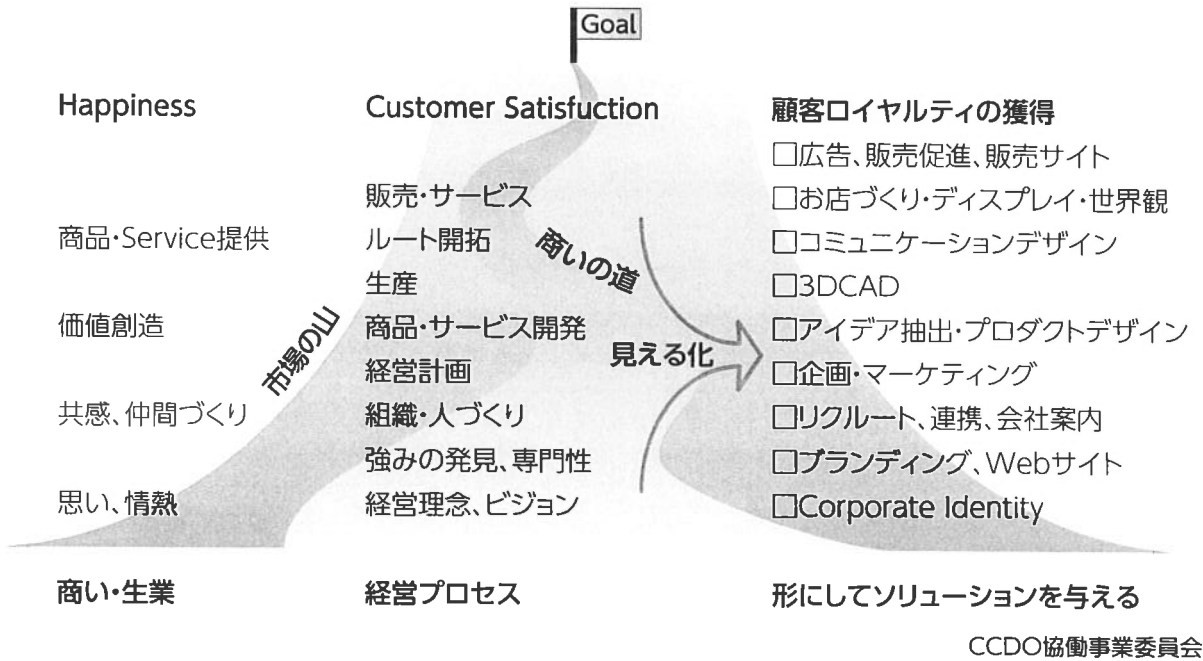 Goal
Happiness
Customer Satisfuction
顧客ロイヤルティの獲得
□広告、販売促進、販売サイト
販売・サービス
□お店づくり・ディスプレイ・世界観
商品・Service提供
ルート開拓
商いの道
□コミュニケーションデザイン
生産
□3DCAD
価値創造
市場の山
商品・サービス開発
見える化
□アイデア抽出・プロダクトデザイン
経営計画
□企画・マーケティング
共感、仲間づくり
組織・人づくり
□リクルート、連携、会社案内
強みの発見、専門性
□ブランディング、Webサイト
思い、情熱
経営理念、ビジョン
□Corporate Identity
商い・生業
経営プロセス
形にしてソリューションを与える
CCDO協働事業委員会